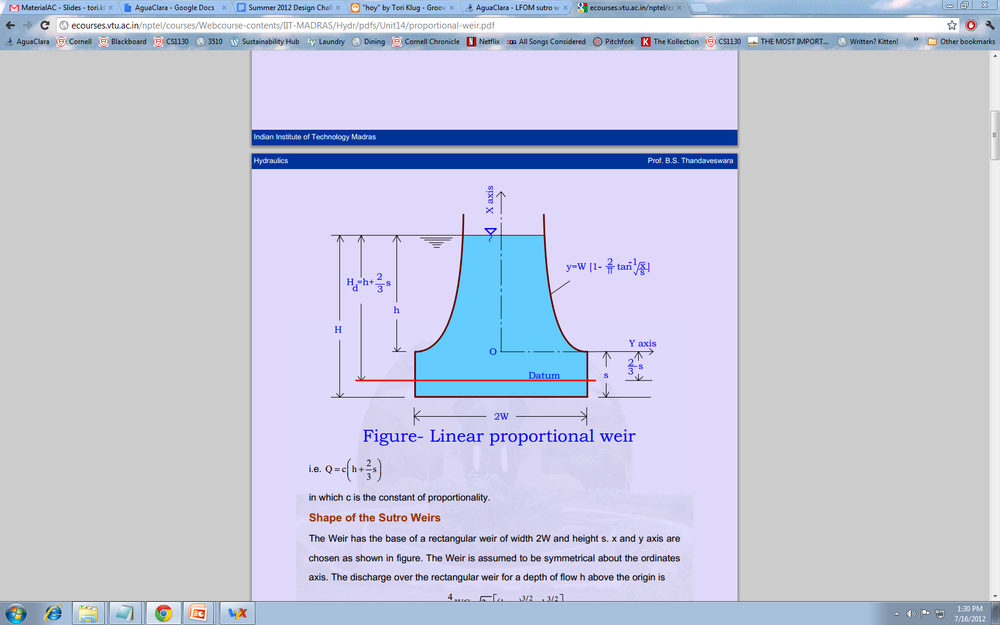 MaterialAC - Slides - tori.kl
AguaClara - Google Docs
Summer 2012 Design Chall
"hoy" by Tori Klug - Groov
AguaClara - LFOM sutro w
ecourses.vtu.ac.in/nptel/cc
ecourses.vtu.ac.in/nptel/courses/Webcourse-contents/IIT-MADRAS/Hydr/pdfs/Unit14/proportional-weir.pdf
AguaClara Cornell Blackboard CS1130 3510 Sustainability Hub Laundry Dining Cornell Chronicle Netflix All Songs Considered Pitchfork The Kollection CS1130 THE MOST IMPORT... Written? Kitten! » Other bookmarks
Indian Institute of Technology Madras
Hydraulics Prof. B.S. Thandaveswara
X axis
y=W [1- 2/π tan⁻¹√(x/s)]
H_d=h+2/3 s
h
H
O
Y axis
2/3 s
s
Datum
2W
Figure- Linear proportional weir
i.e. Q = c(h + 2/3 s)
in which c is the constant of proportionality.
Shape of the Sutro Weirs
The Weir has the base of a rectangular weir of width 2W and height s. x and y axis are
chosen as shown in figure. The Weir is assumed to be symmetrical about the ordinates
axis. The discharge over the rectangular weir for a depth of flow h above the origin is
1:30 PM
7/16/2012